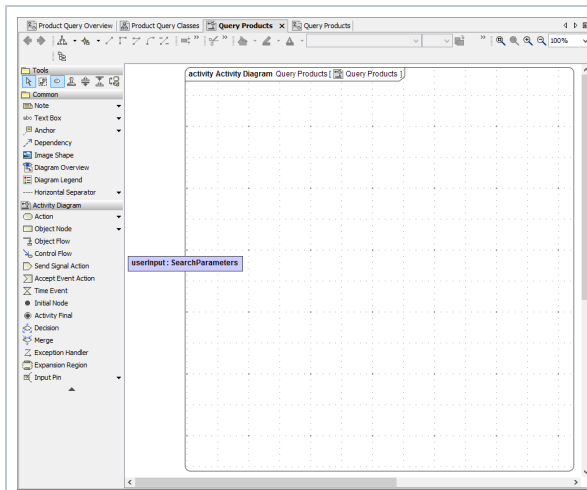 Product Query Overview
Product Query Classes
Query Products
Query Products
100%
activity Activity Diagram Query Products [ Query Products ]
Tools
Common
Note
abc Text Box
Anchor
Dependency
Image Shape
Diagram Overview
Diagram Legend
Horizontal Separator
Activity Diagram
Action
Object Node
Object Flow
Control Flow
Send Signal Action
Accept Event Action
Time Event
Initial Node
Activity Final
Decision
Merge
Exception Handler
Expansion Region
Input Pin
userInput : SearchParameters